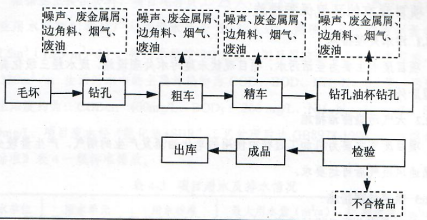 噪声、废金属屑、
边角料、烟气、
废油
噪声、废金属屑、
边角料、烟气、
废油
噪声、废金属屑、
边角料、烟气、
废油
噪声、废金属屑、
边角料、烟气、
废油
毛坏
钻孔
粗车
精车
钻孔油杯钻孔
出库
成品
检验
不合格品